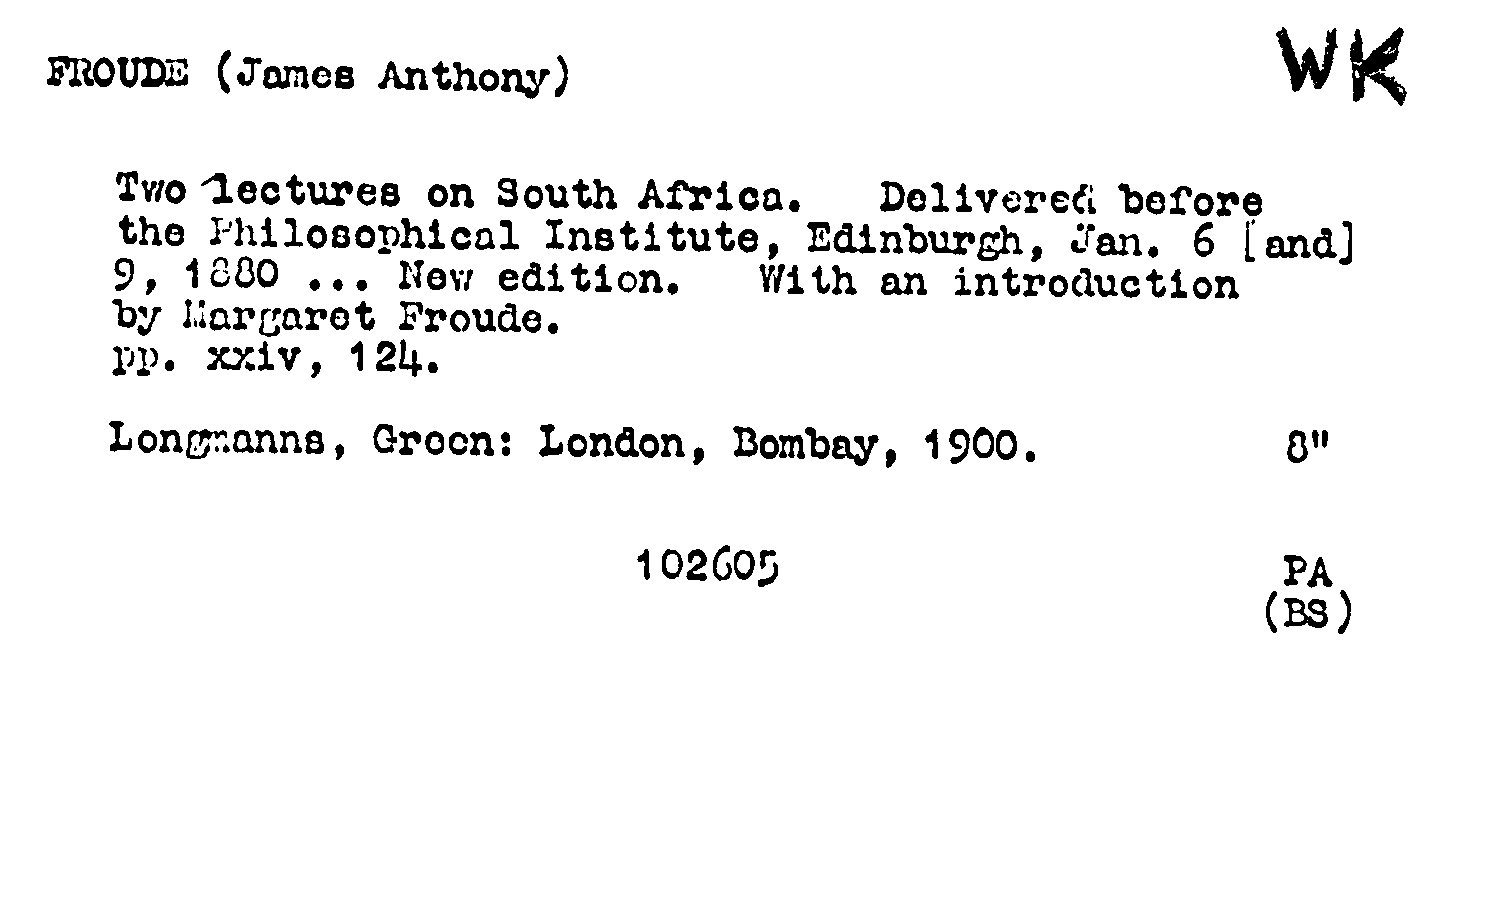 FROUDE (James Anthony)
WK
Two lectures on South Africa. Delivered before
the Philosophical Institute, Edinburgh, Jan. 6 [and]
9, 1880 ... New edition. With an introduction
by Margaret Froude.
pp. xxiv, 124.
Longmanns, Green: London, Bombay, 1900. 8"
102605 PA
(BS)